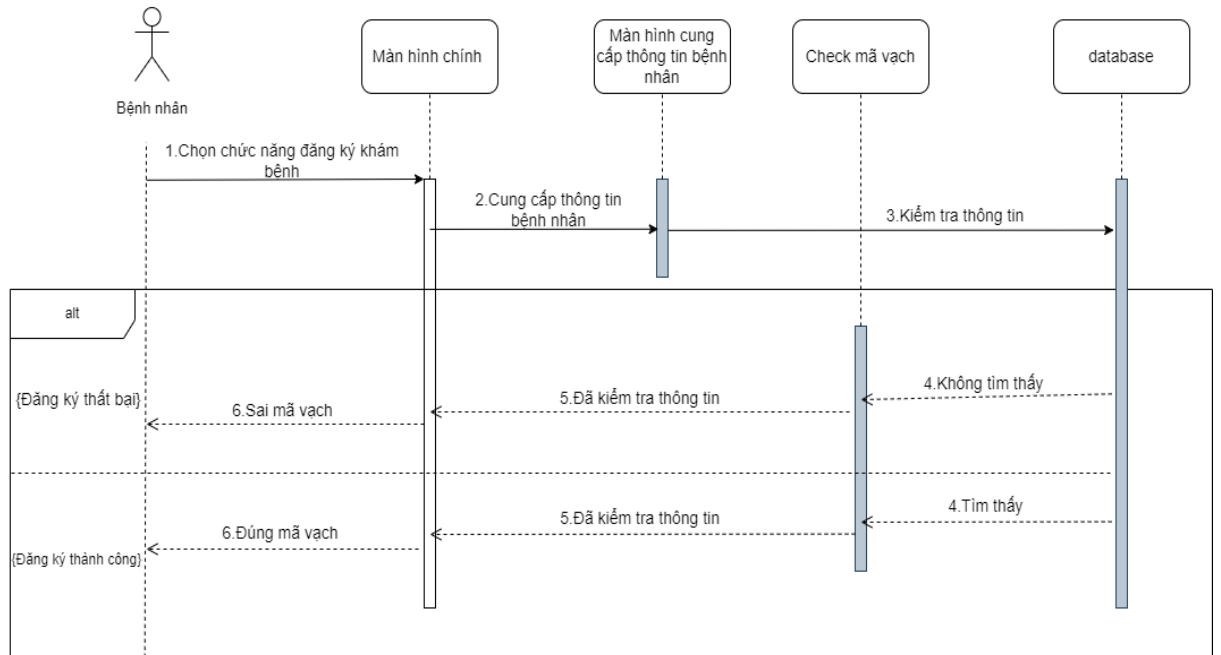 Bệnh nhân
Màn hình chính
Màn hình cung
cấp thông tin bệnh
nhân
Check mã vạch
database
1.Chọn chức năng đăng ký khám
bệnh
2.Cung cấp thông tin
bệnh nhân
3.Kiểm tra thông tin
alt
{Đăng ký thất bại}
4.Không tìm thấy
5.Đã kiểm tra thông tin
6.Sai mã vạch
4.Tìm thấy
5.Đã kiểm tra thông tin
6.Đúng mã vạch
{Đăng ký thành công}